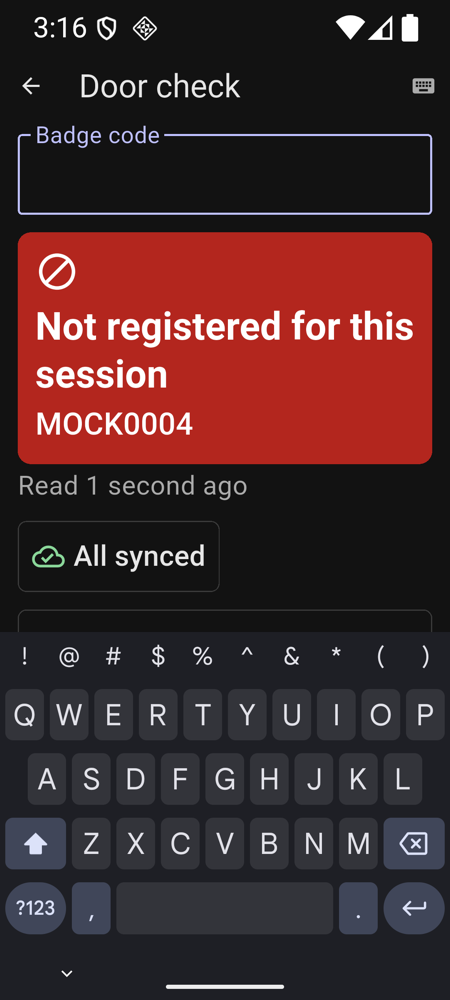 3:16
Door check
Badge code
Not registered for this
session
MOCK0004
Read 1 second ago
All synced
! @ # $ % ^ & * ( )
Q W E R T Y U I O P
A S D F G H J K L
Z X C V B N M
?123 , .